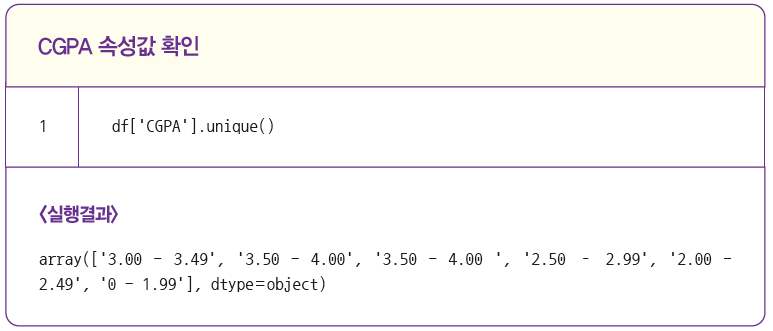 CGPA 속성값 확인
1 df['CGPA'].unique()
<실행결과>
array(['3.00 - 3.49', '3.50 - 4.00', '3.50 - 4.00 ', '2.50 - 2.99', '2.00 -
2.49', '0 - 1.99'], dtype=object)